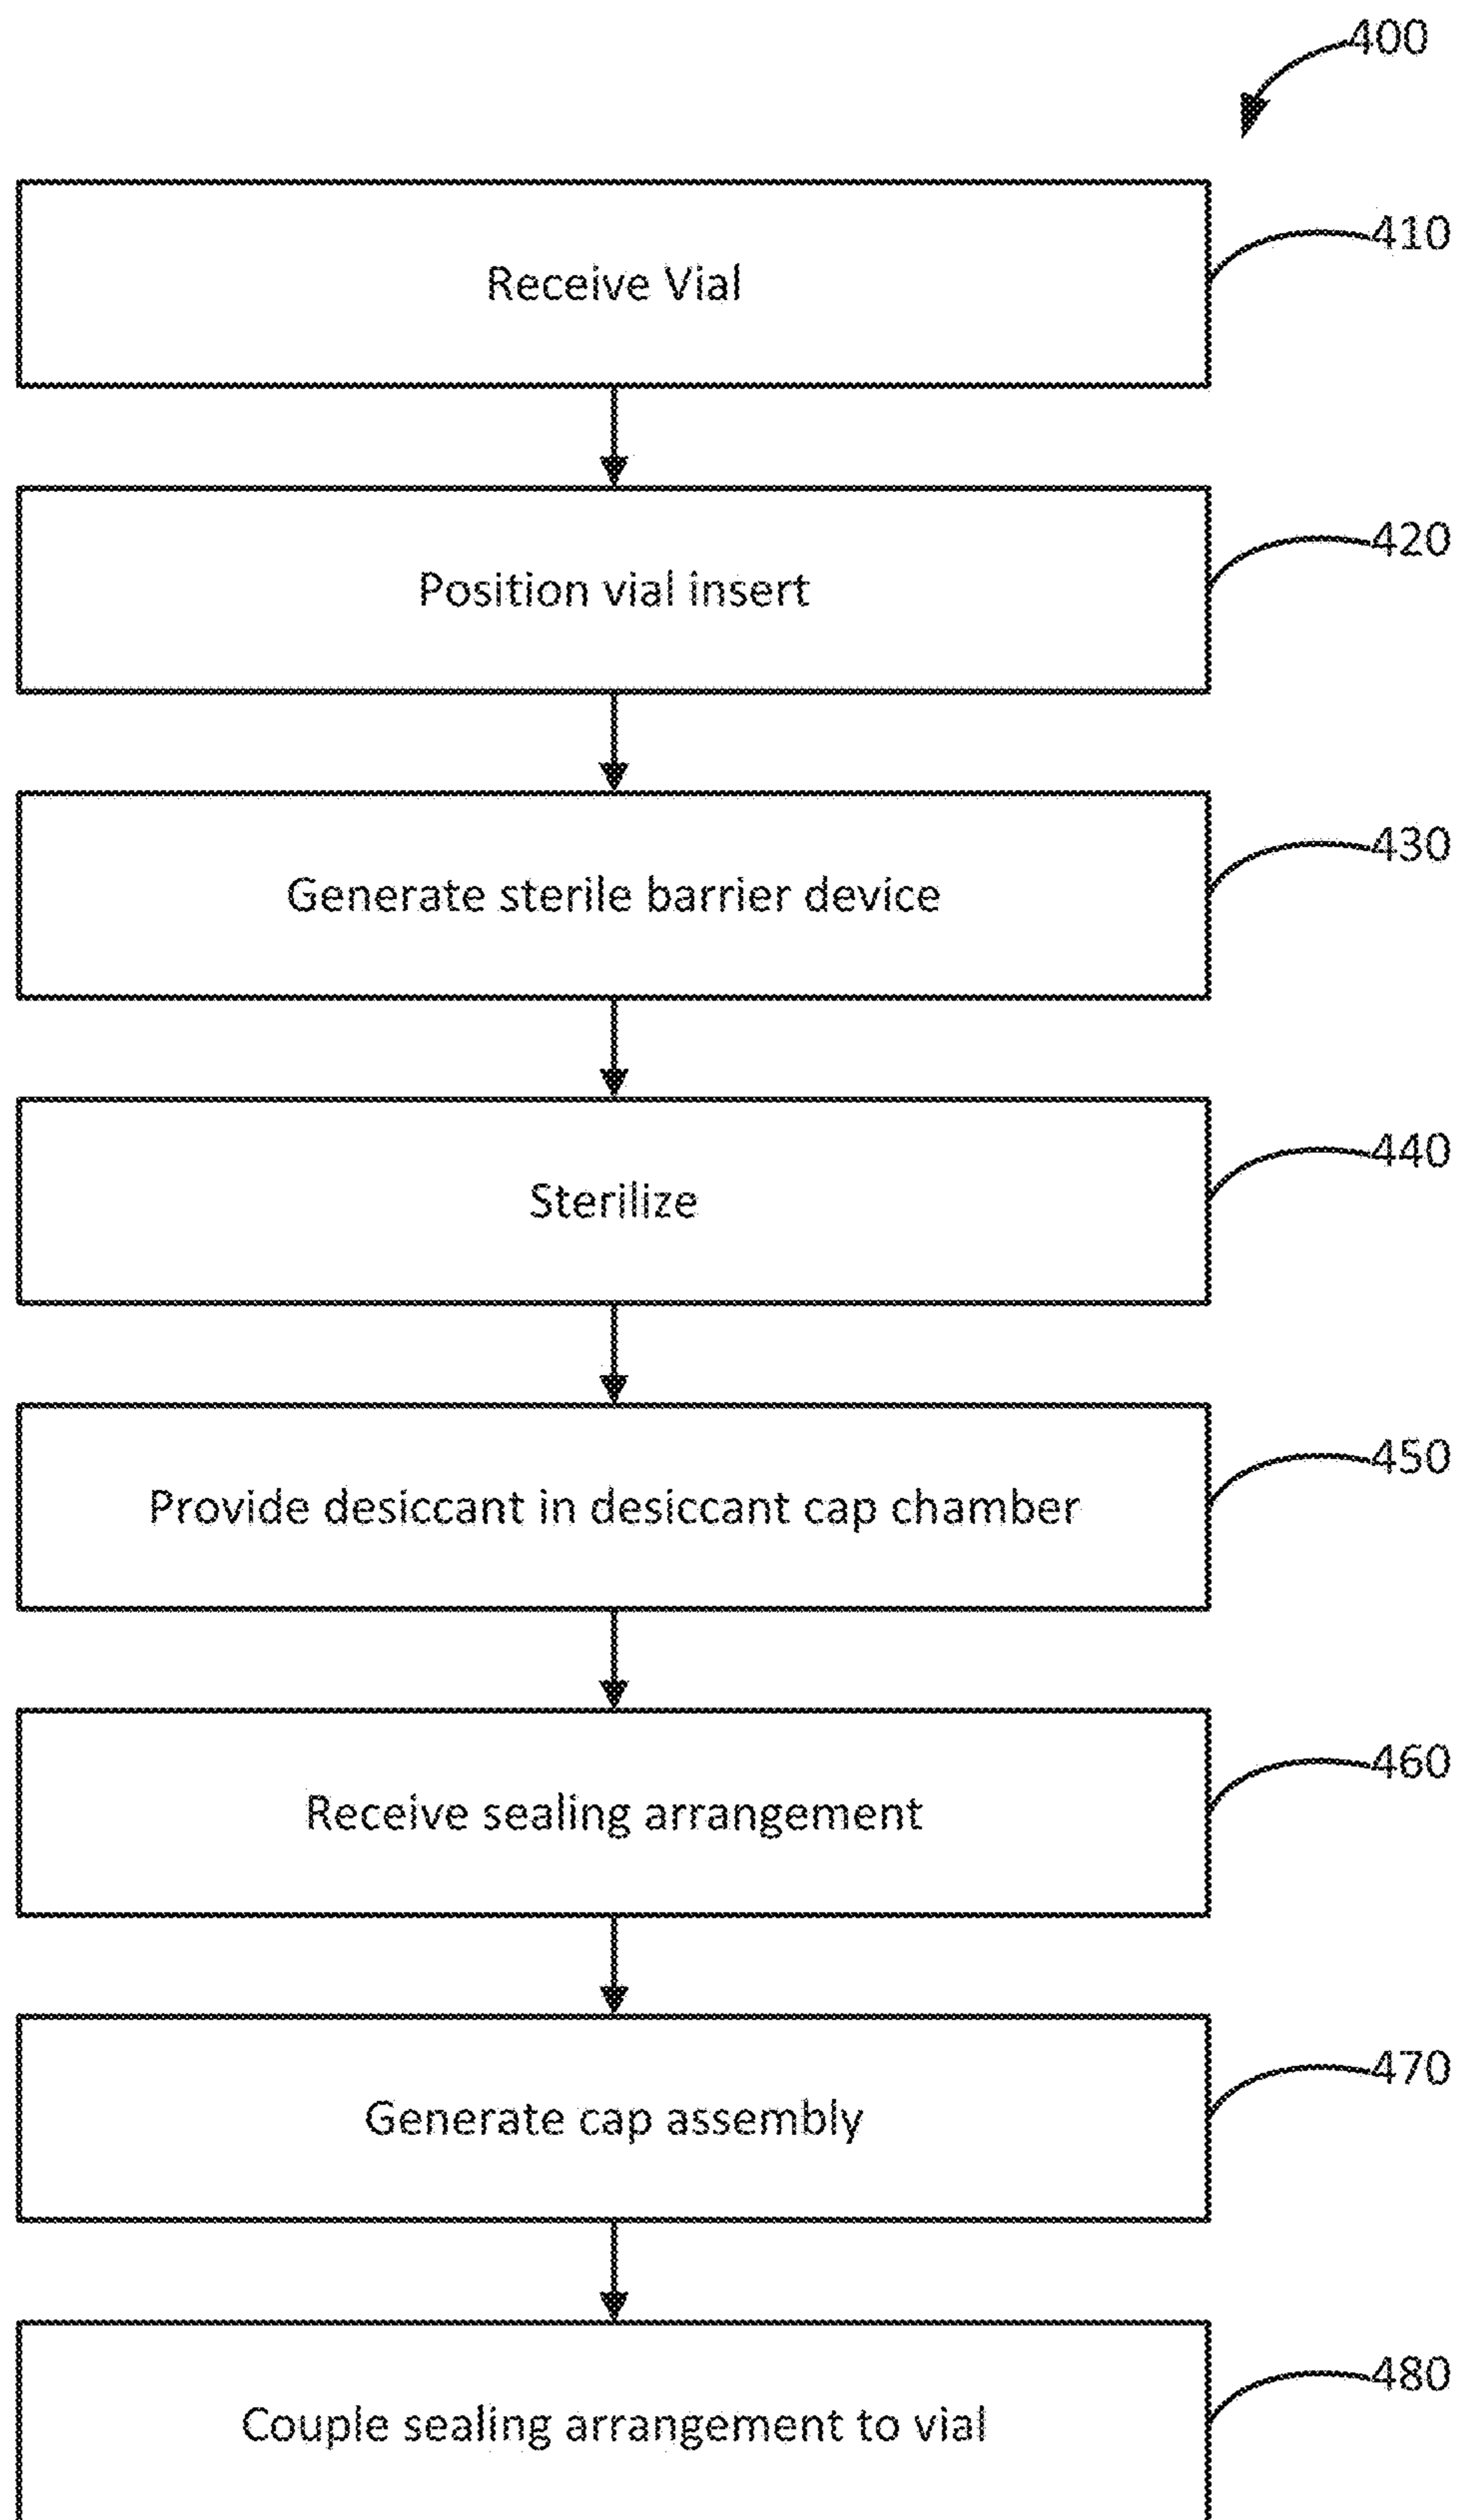 400
Receive Vial
410
Position vial insert
420
Generate sterile barrier device
430
Sterilize
440
Provide desiccant in desiccant cap chamber
450
Receive sealing arrangement
460
Generate cap assembly
470
Couple sealing arrangement to vial
480